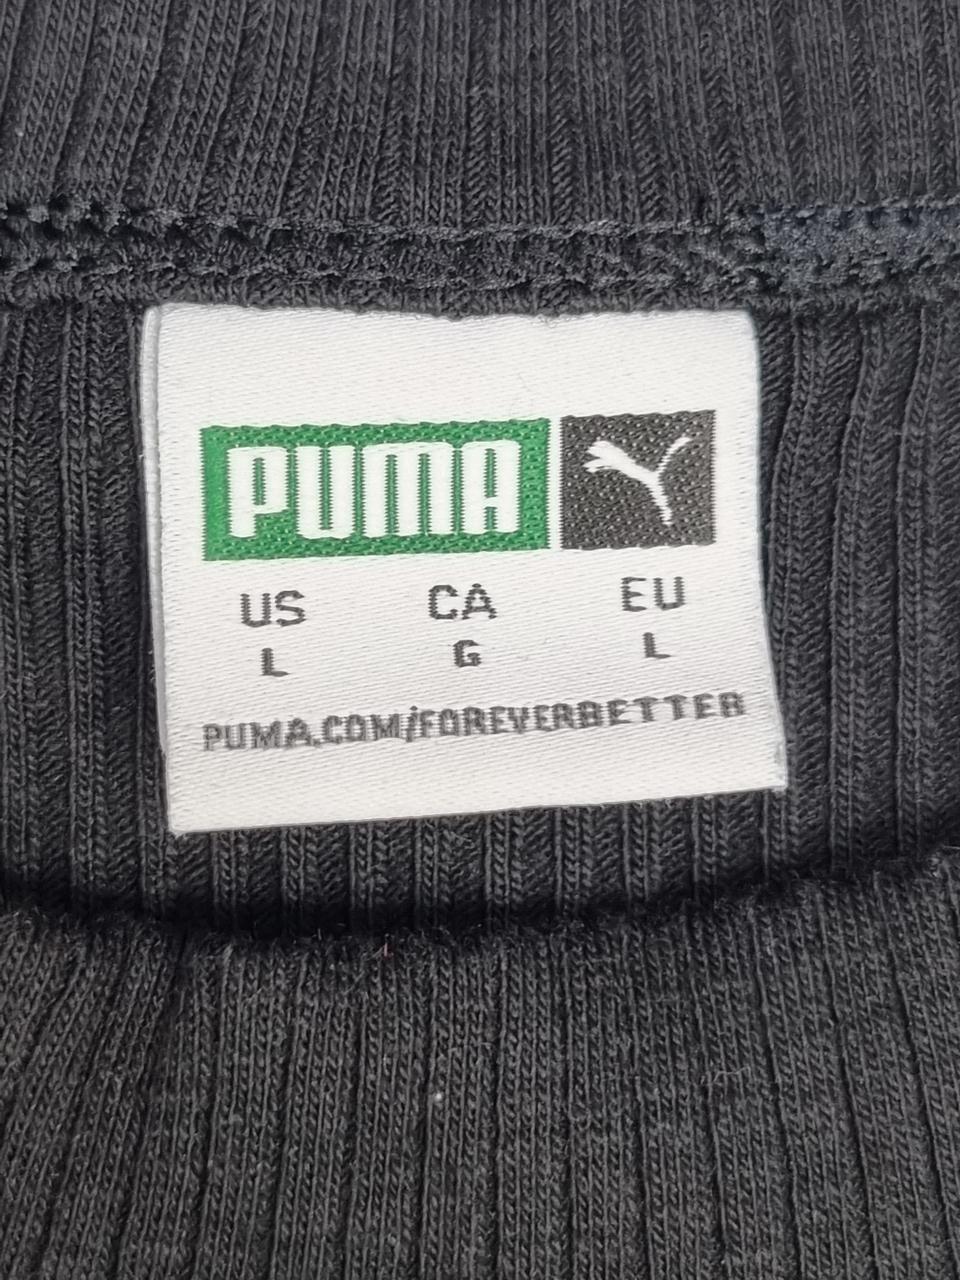 PUMA
US CA EU
L G L
PUMA.COM/FOREVERBETTER